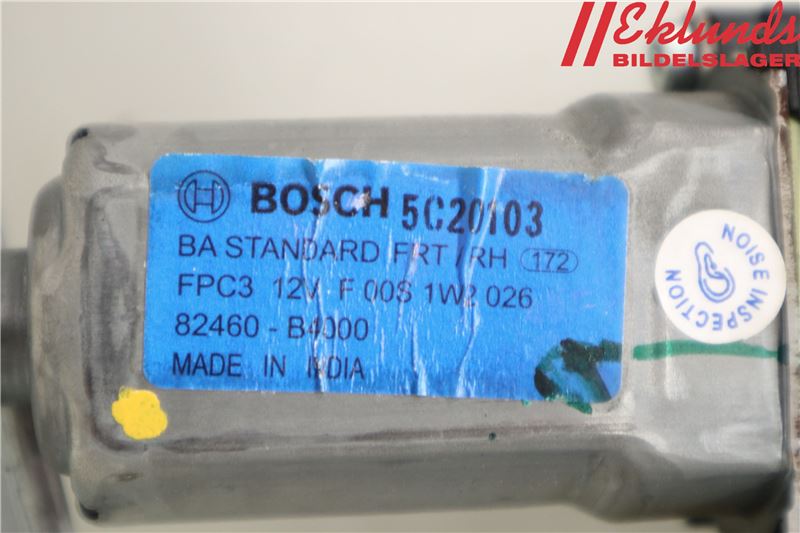 Eklunds
BILDELSLAGER
BOSCH 5C20103
BA STANDARD FRT/RH 172
FPC3 12V F 00S 1W2 026
82460-B4000
MADE IN INDIA
NOISE INSPECTION